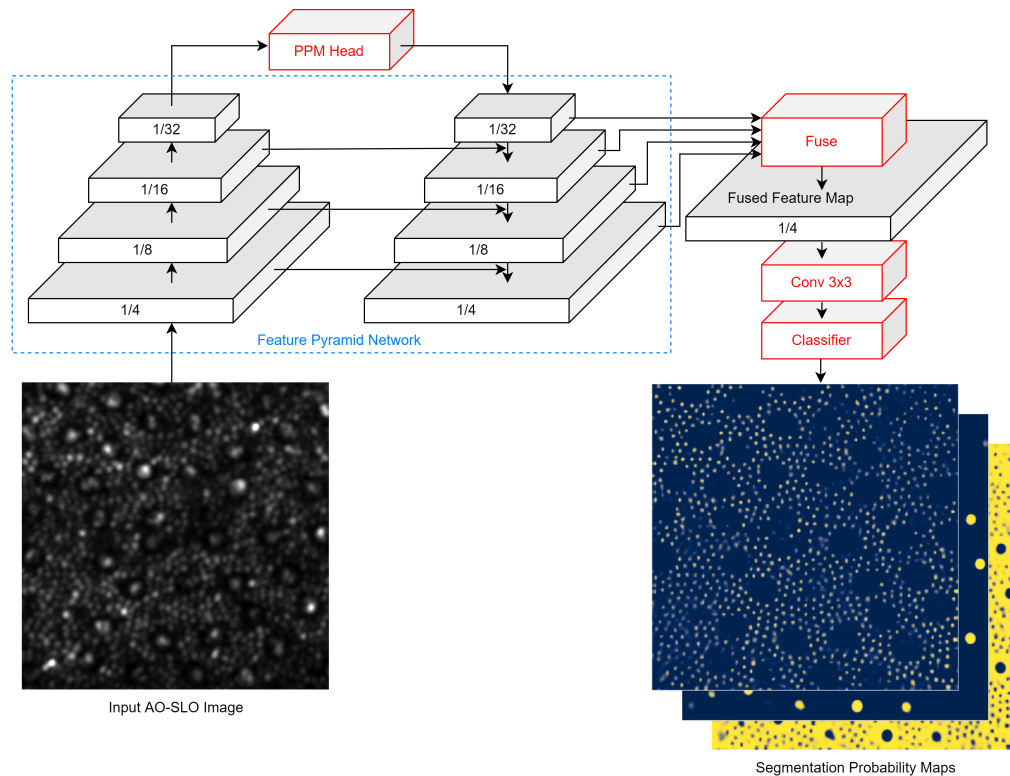 PPM Head
1/32
1/32
Fuse
1/16
1/16
Fused Feature Map
1/4
1/8
1/8
Conv 3x3
1/4
1/4
Feature Pyramid Network
Classifier
Input AO-SLO Image
Segmentation Probability Maps